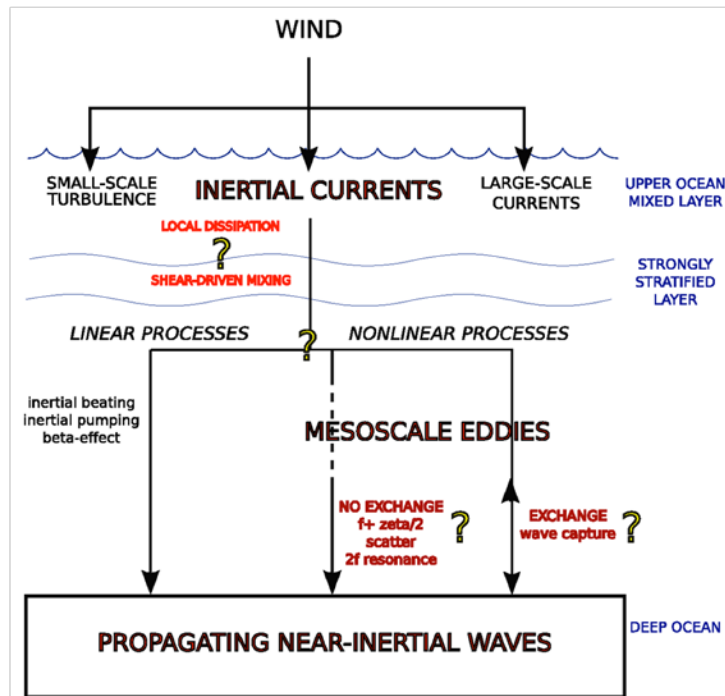 WIND
SMALL-SCALE
TURBULENCE
INERTIAL CURRENTS
LARGE-SCALE
CURRENTS
UPPER OCEAN
MIXED LAYER
LOCAL DISSIPATION
?
SHEAR-DRIVEN MIXING
STRONGLY
STRATIFIED
LAYER
LINEAR PROCESSES
?
NONLINEAR PROCESSES
inertial beating
inertial pumping
beta-effect
MESOSCALE EDDIES
NO EXCHANGE
f+ zeta/2
scatter
2f resonance
?
EXCHANGE
wave capture
?
PROPAGATING NEAR-INERTIAL WAVES
DEEP OCEAN